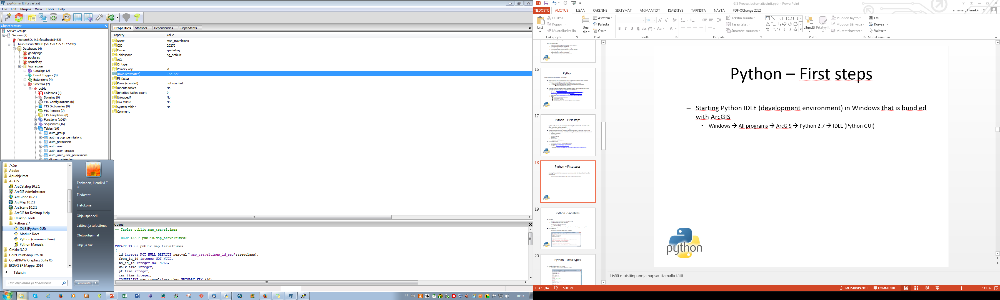 pgAdmin III (Ei vastaa)
File Edit Plugins View Tools Help
Object browser
Server Groups
Servers (2)
PostgreSQL 9.3 (localhost:5432)
TourRescuer100GB (54.154.155.157:5432)
Databases (4)
geodjango
postgres
spatialboy
tourrescuer
Catalogs (2)
Event Triggers (0)
Extensions (4)
Schemas (2)
public
Collations (0)
Domains (0)
FTS Configurations (0)
FTS Dictionaries (0)
FTS Parsers (0)
FTS Templates (0)
Functions (1049)
Sequences (16)
Tables (19)
auth_group
auth_group_permissions
auth_permission
auth_user
auth_user_groups
auth_user_user_permissions
django_admin_log
7-Zip
Adobe
Apuohjelmat
ArcGIS
ArcCatalog 10.2.1
ArcGIS Administrator
ArcGlobe 10.2.1
ArcMap 10.2.1
ArcScene 10.2.1
ArcGIS for Desktop Help
Desktop Tools
Python 2.7
IDLE (Python GUI)
Module Docs
Python (command line)
Python Manuals
CMake 3.0.2
Corel PaintShop Pro X6
CorelDRAW Graphics Suite X6
ERDAS ER Mapper 2014
Takaisin
Hae ohjelmista ja tiedostoista
Tenkanen, Henrikki T
O
Tiedostot
Tietokone
Ohjauspaneeli
Laitteet ja tulostimet
Oletusohjelmat
Ohje ja tuki
Sammuta
Properties Statistics Dependencies Dependents
Property Value
Name map_traveltimes
OID 20270
Owner spatialboy
Tablespace pg_default
ACL
Of type
Primary key id
Rows (estimated) 1521520
Fill factor
Rows (counted) not counted
Inherits tables No
Inherited tables count 0
Unlogged? No
Has OIDs? No
System table? No
Comment
L pane
-- Table: public.map_traveltimes
-- DROP TABLE public.map_traveltimes;
CREATE TABLE public.map_traveltimes
(
id integer NOT NULL DEFAULT nextval('map_traveltimes_id_seq'::regclass),
from_id_id integer NOT NULL,
to_id_id integer NOT NULL,
walk_time integer,
pt_time integer,
car_time integer,
CONSTRAINT map_traveltimes_pkey PRIMARY KEY (id),
FI
10:07
GIS Prosessiautomatisointi.pptx - PowerPoint
Tenkanen, Henrikki T O
TIEDOSTO ALOITUS LISÄÄ RAKENNE SIIRTYMÄT ANIMAATIOT DIAESITYS TARKISTA NÄYTÄ PDF-XChange 2012
Liitä
Leikkaa
Kopioi
Muotoilusivellin
Leikepöytä
Uusi dia
Asettelu
Palauta
Osa
Diat
18
B I U S abc AV Aa A
Fontti
Tekstin suunta
Tasaa teksti
SmartArt-muunto
Kappale
Järjestä
Pikatyylit
Muodon täyttö
Muodon ääriviiva
Muototehosteet
Piirto
Etsi
Korvaa
Valitse
Muokkaaminen
16
Python
17
Python – First steps
18
Python – First steps
19
Python - Variables
20
Python – Data types
Python – First steps
– Starting Python IDLE (development environment) in Windows that is bundled
with ArcGIS
• Windows → All programs → ArcGIS → Python 2.7 → IDLE (Python GUI)
python
Lisää muistiinpanoja napsauttamalla tätä
DIA 18/44 SUOMI MUISTIINPANOT KOMMENTIT 111 %